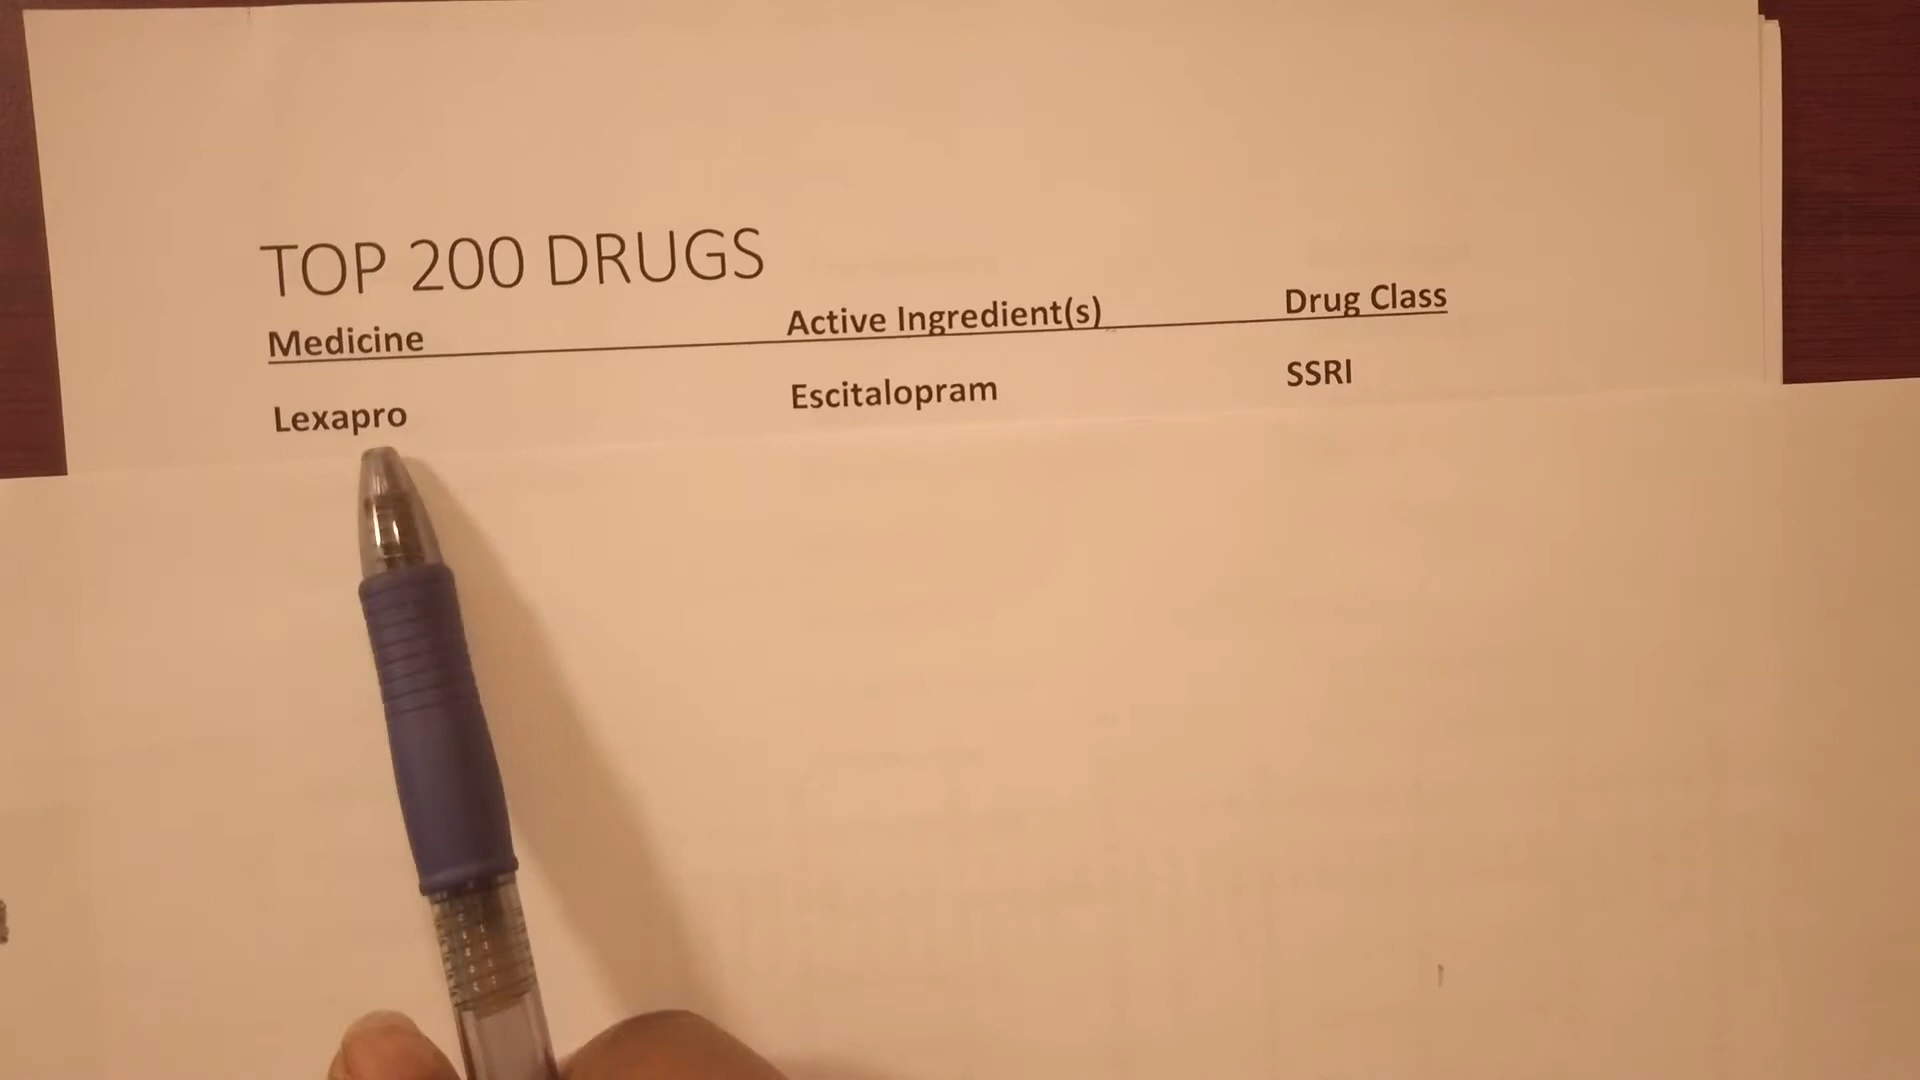 TOP 200 DRUGS
Medicine Active Ingredient(s) Drug Class
Lexapro Escitalopram SSRI